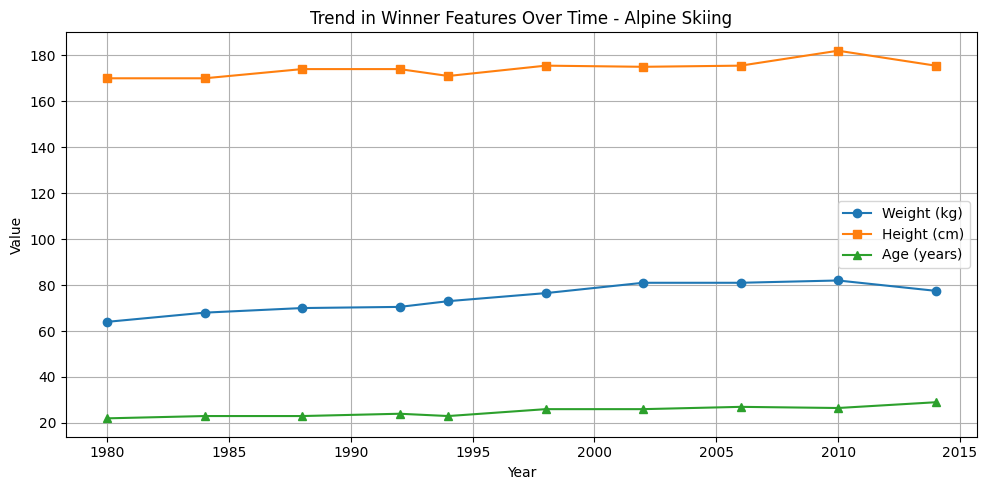 Trend in Winner Features Over Time - Alpine Skiing
Value
180
160
140
120
100
80
60
40
20
Weight (kg)
Height (cm)
Age (years)
1980 1985 1990 1995 2000 2005 2010 2015
Year